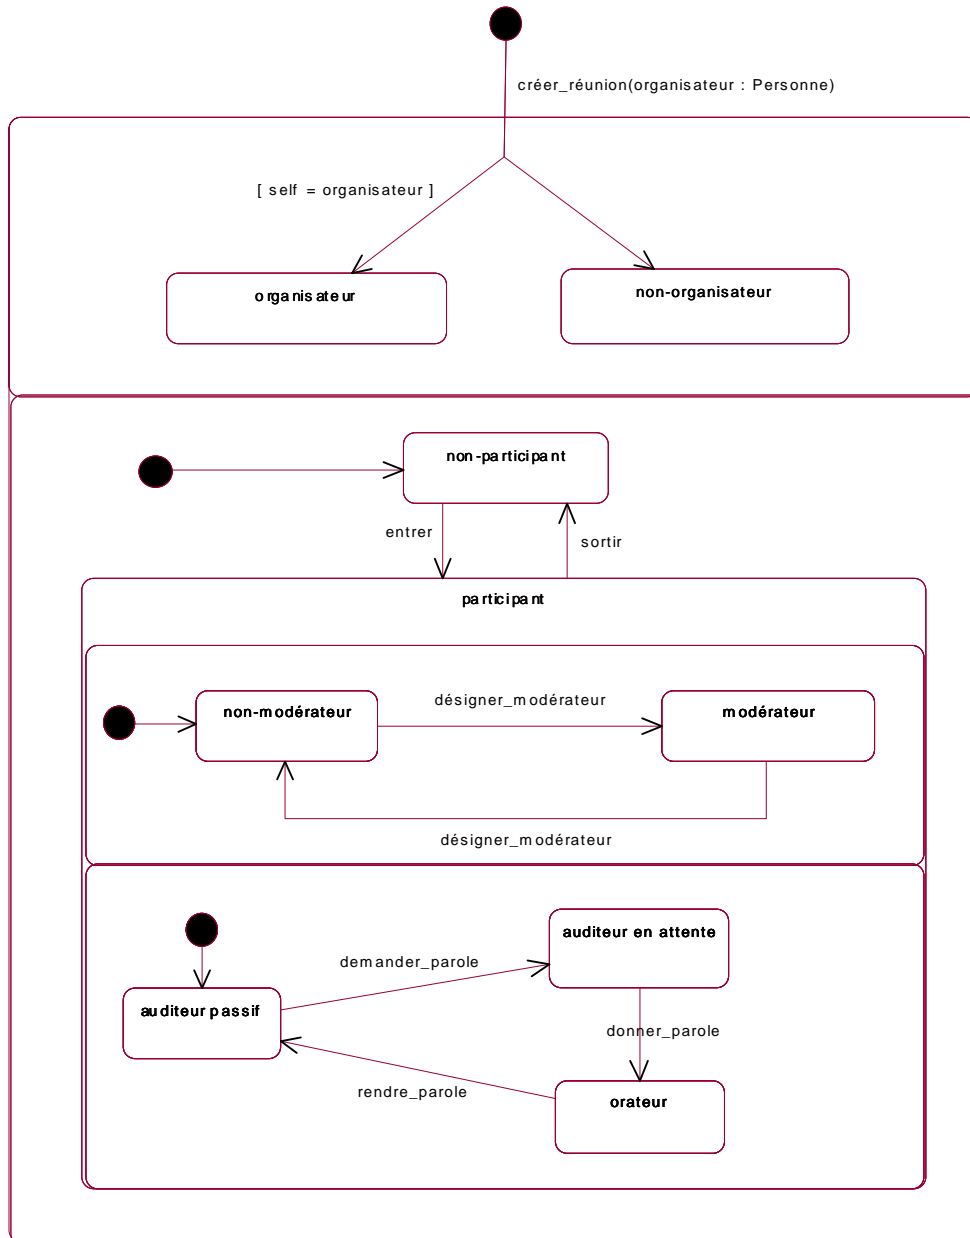 créer_réunion(organisateur : Personne)
[ self = organisateur ]
organisateur
non-organisateur
non-participant
entrer
sortir
participant
non-modérateur
désigner_modérateur
modérateur
désigner_modérateur
auditeur en attente
demander_parole
auditeur passif
donner_parole
rendre_parole
orateur